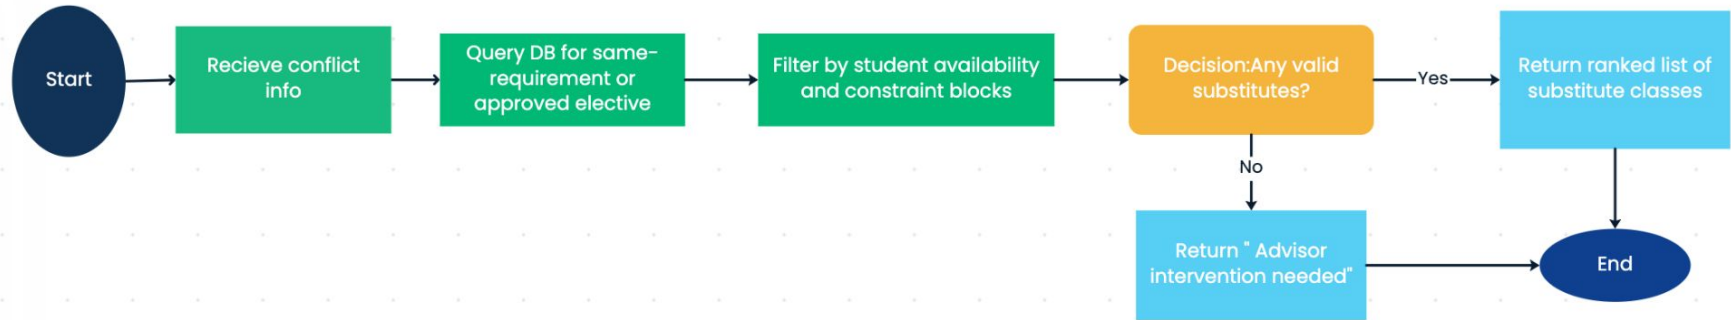 Start
Recieve conflict
info
Query DB for same-
requirement or
approved elective
Filter by student availability
and constraint blocks
Decision:Any valid
substitutes?
Yes
Return ranked list of
substitute classes
No
Return " Advisor
intervention needed"
End